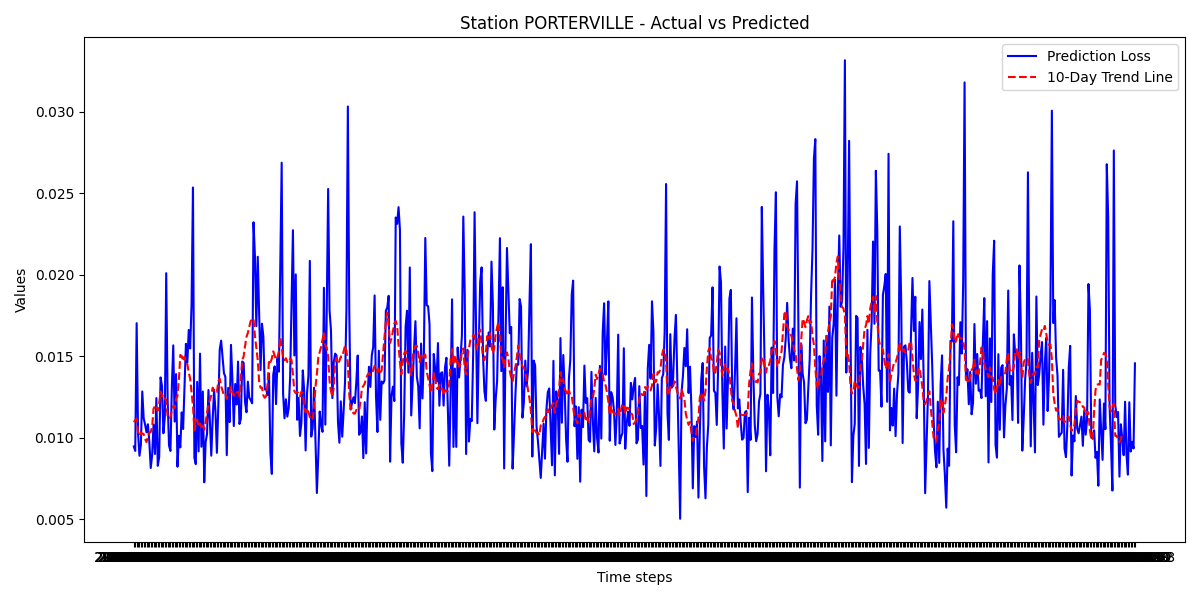 Station PORTERVILLE - Actual vs Predicted
Prediction Loss
10-Day Trend Line
0.030
0.025
0.020
0.015
0.010
0.005
Values
Time steps